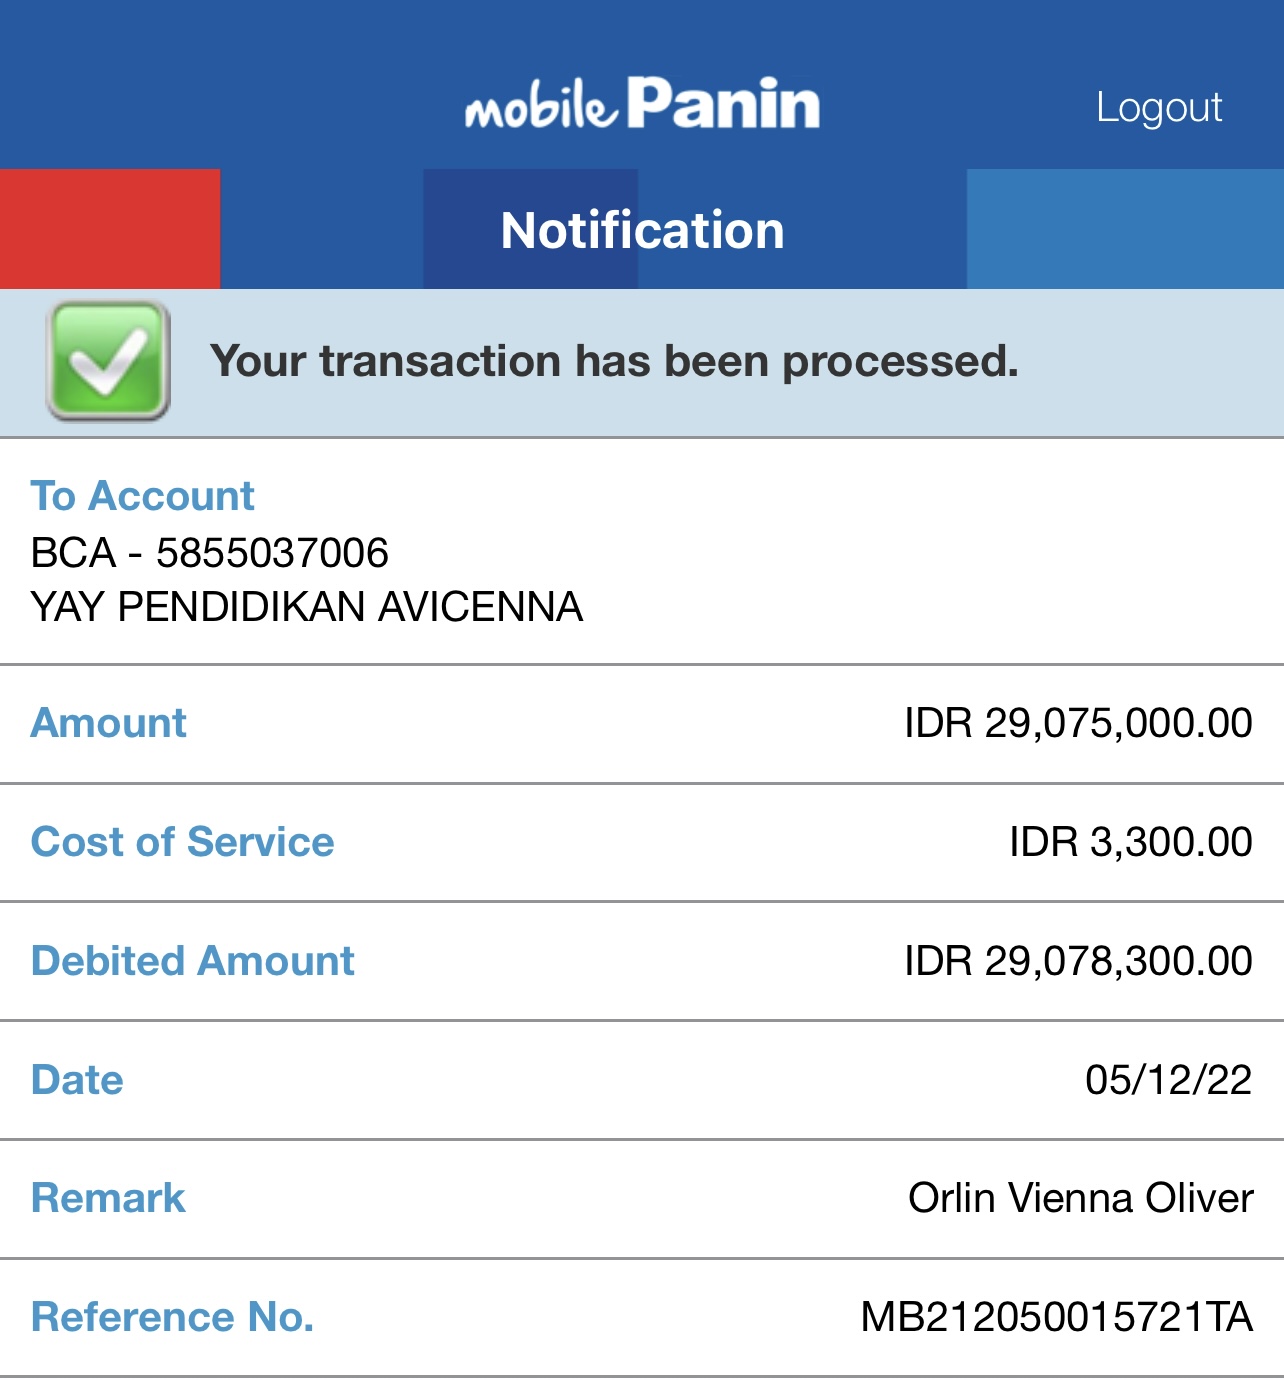 mobile Panin
Logout
Notification
Your transaction has been processed.
To Account
BCA - 5855037006
YAY PENDIDIKAN AVICENNA
Amount IDR 29,075,000.00
Cost of Service IDR 3,300.00
Debited Amount IDR 29,078,300.00
Date 05/12/22
Remark Orlin Vienna Oliver
Reference No. MB212050015721TA